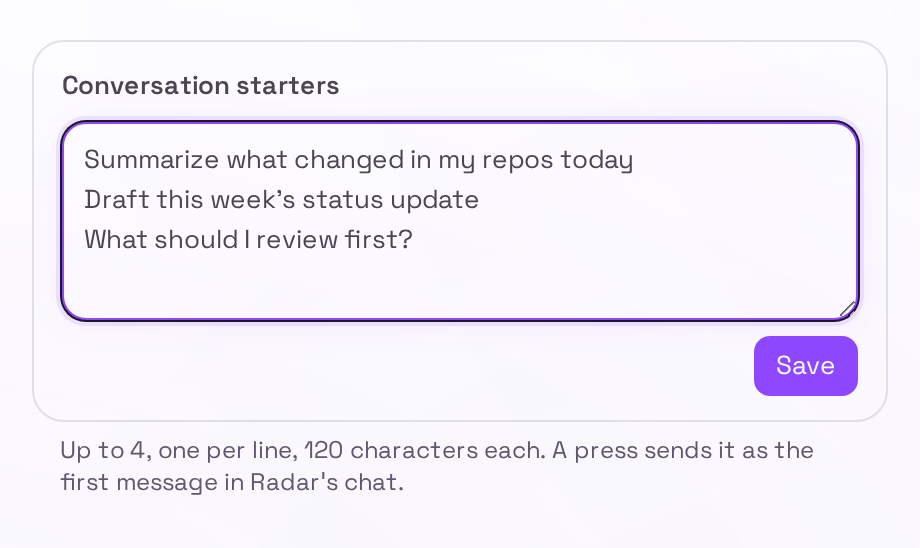 Conversation starters
Summarize what changed in my repos today
Draft this week’s status update
What should I review first?
Save
Up to 4, one per line, 120 characters each. A press sends it as the
first message in Radar's chat.